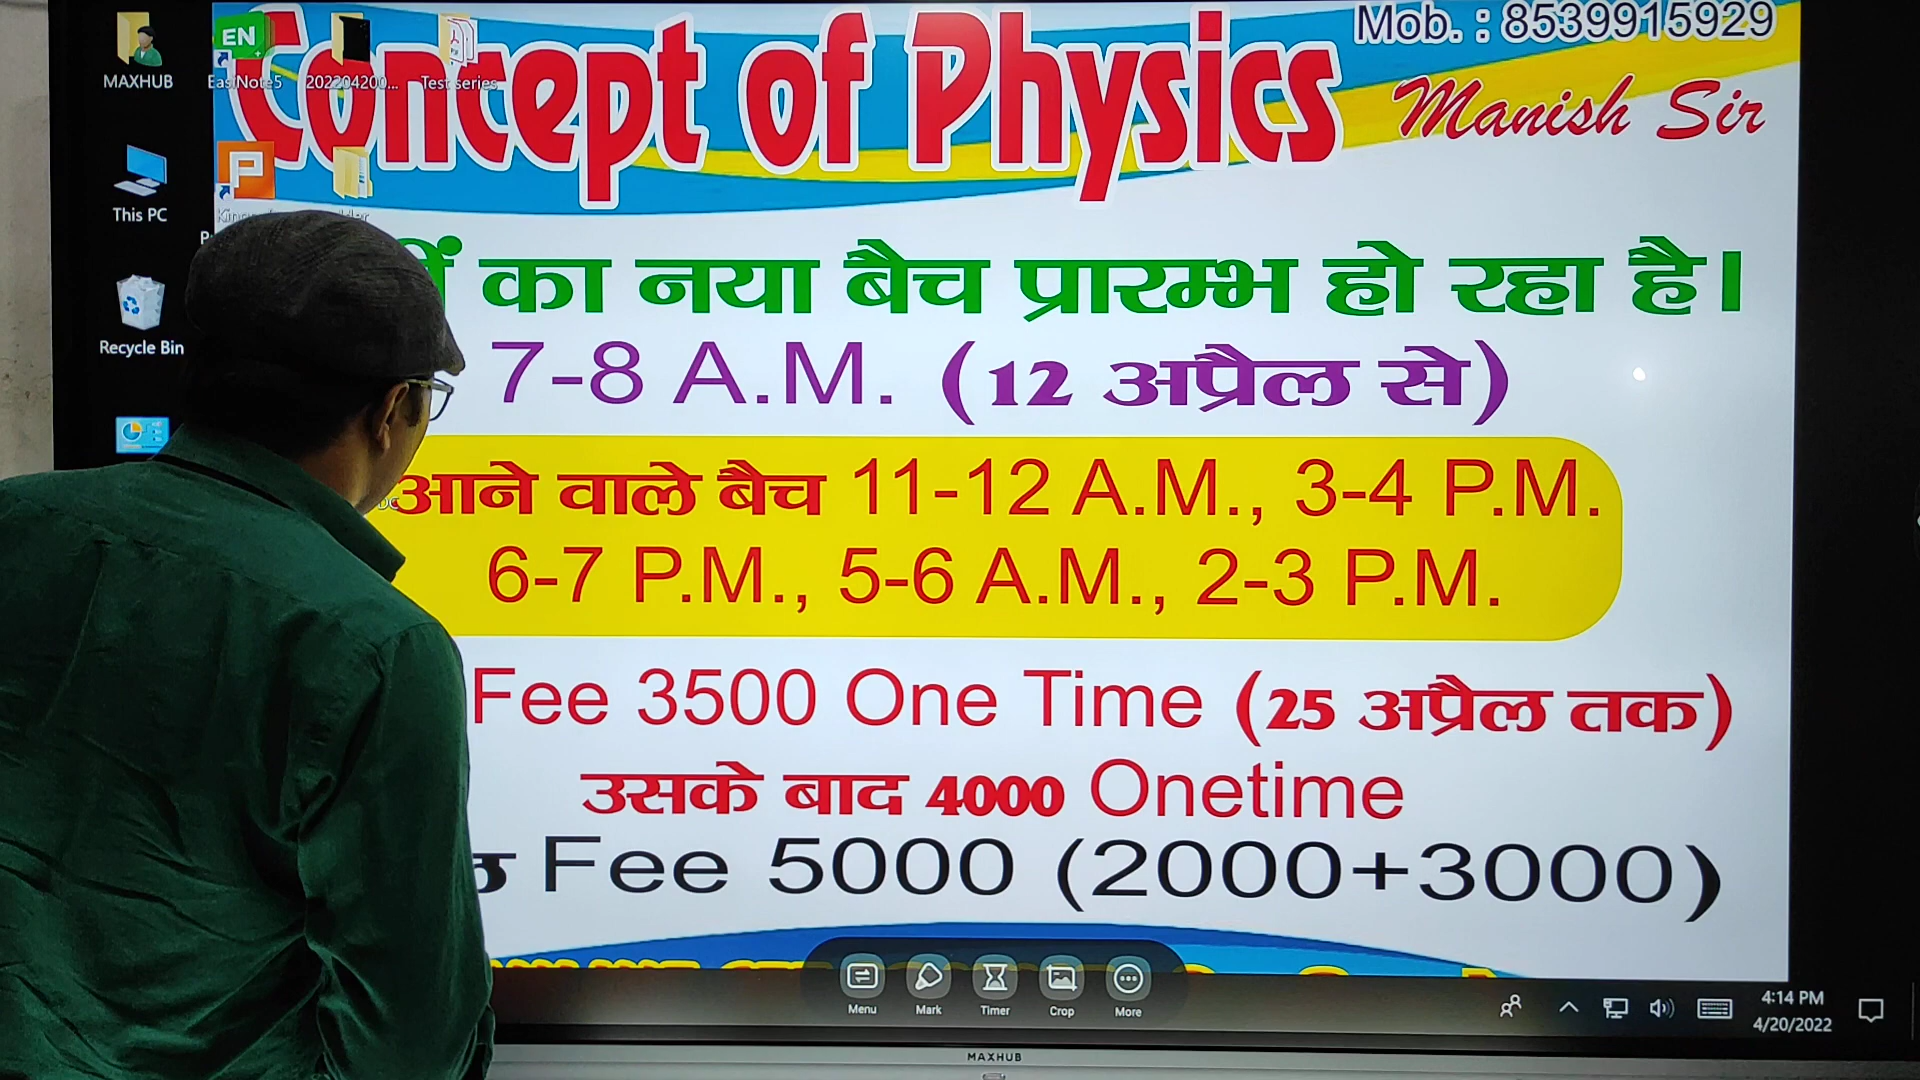 Concept of Physics
Mob. : 8539915929
Manish Sir
MAXHUB
EasiNote5
202204200...
Test series
This PC
Recycle Bin
का नया बैच प्रारम्भ हो रहा है।
7-8 A.M. (12 अप्रैल से)
आने वाले बैच 11-12 A.M., 3-4 P.M.
6-7 P.M., 5-6 A.M., 2-3 P.M.
Fee 3500 One Time (25 अप्रैल तक)
उसके बाद 4000 Onetime
Fee 5000 (2000+3000)
Menu
Mark
Timer
Crop
More
4:14 PM
4/20/2022
MAXHUB